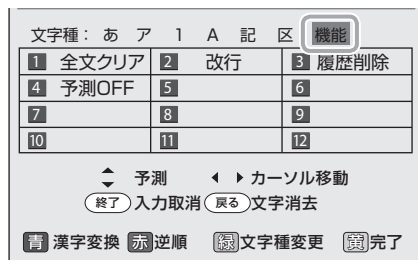 文字種： あ ア 1 A 記 区 機能
1 全文クリア 2 改行 3 履歴削除
4 予測OFF 5 6
7 8 9
10 11 12
予測 カーソル移動
終了 入力取消 戻る 文字消去
青 漢字変換 赤 逆順 緑 文字種変更 黄 完了